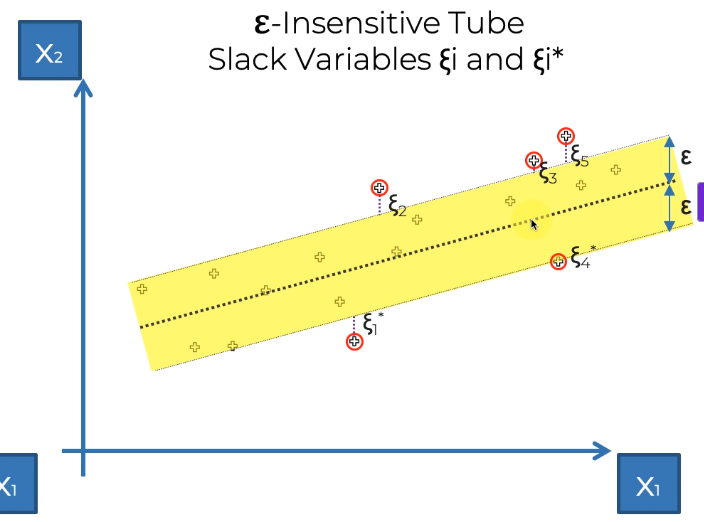 ε-Insensitive Tube
Slack Variables ξi and ξi*
X2
ξ5
ε
ξ3
ξ2
ε
ξ4*
ξ1*
X1
X1